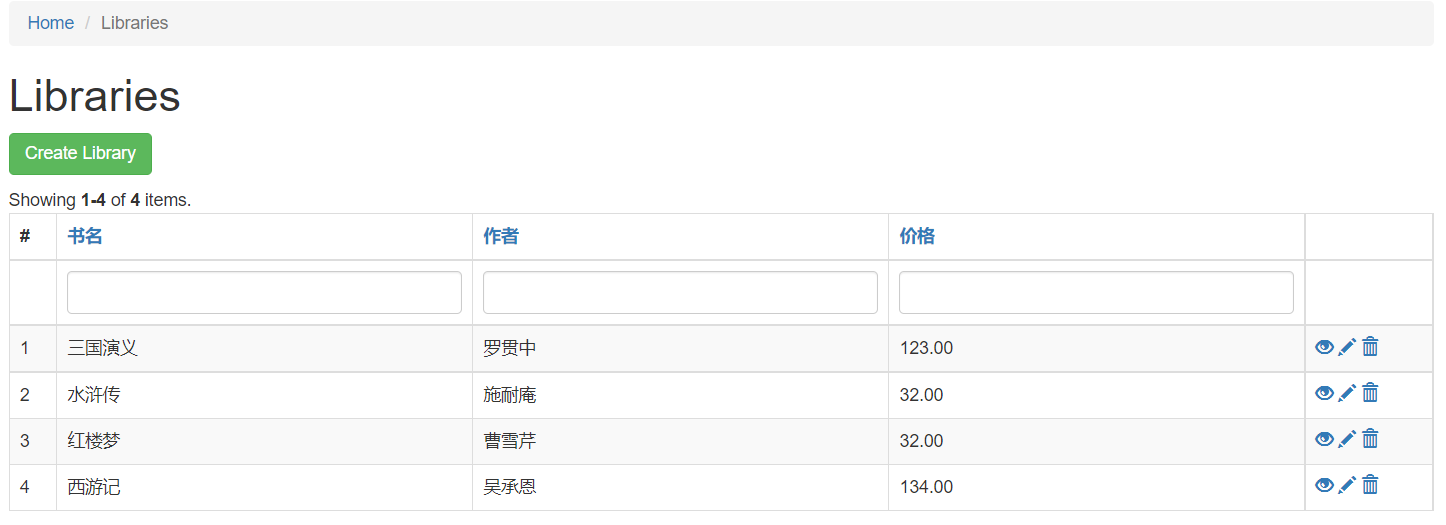 Home / Libraries
Libraries
Create Library
Showing 1-4 of 4 items.
# 书名 作者 价格
1 三国演义 罗贯中 123.00
2 水浒传 施耐庵 32.00
3 红楼梦 曹雪芹 32.00
4 西游记 吴承恩 134.00